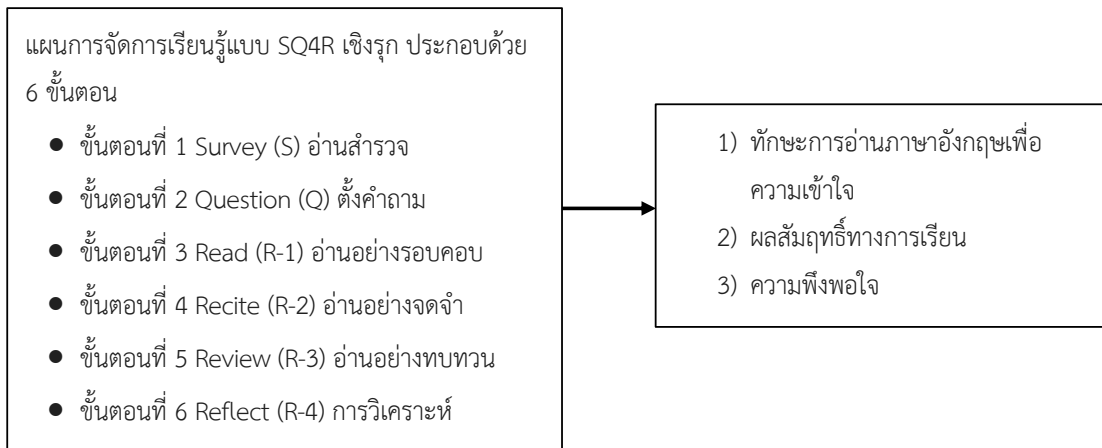 แผนการจัดการเรียนรู้แบบ SQ4R เชิงรุก ประกอบด้วย
6 ขั้นตอน
● ขั้นตอนที่ 1 Survey (S) อ่านสำรวจ
● ขั้นตอนที่ 2 Question (Q) ตั้งคำถาม
● ขั้นตอนที่ 3 Read (R-1) อ่านอย่างรอบคอบ
● ขั้นตอนที่ 4 Recite (R-2) อ่านอย่างจดจำ
● ขั้นตอนที่ 5 Review (R-3) อ่านอย่างทบทวน
● ขั้นตอนที่ 6 Reflect (R-4) การวิเคราะห์
1) ทักษะการอ่านภาษาอังกฤษเพื่อ
ความเข้าใจ
2) ผลสัมฤทธิ์ทางการเรียน
3) ความพึงพอใจ